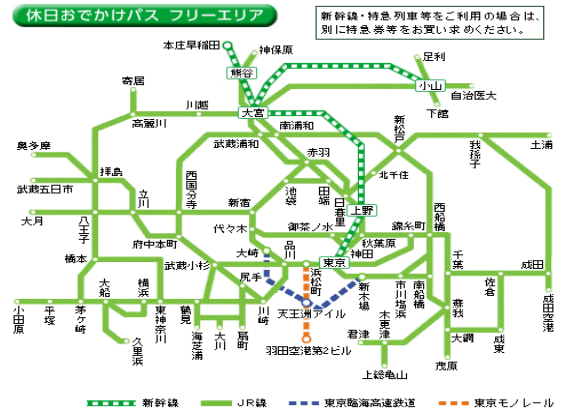 休日おでかけパス フリーエリア
新幹線・特急列車等をご利用の場合は、
別に特急券等をお買い求めください。
本庄早稲田
神保原
熊谷
足利
小山
自治医大
下館
寄居
川越
大宮
高麗川
新松戸
南浦和
武蔵浦和
我孫子
土浦
奥多摩
赤羽
拝島
北千住
武蔵五日市
立川
西国分寺
池袋
田端
日暮里
大月
八王子
新宿
上野
西船橋
代々木
御茶ノ水
錦糸町
府中本町
秋葉原
大崎
品川
神田
橋本
武蔵小杉
東京
千葉
成田
尻手
浜松町
新木場
市川塩浜
南船橋
佐倉
成田空港
大船
横浜
蘇我
小田原
平塚
茅ヶ崎
東神奈川
鶴見
川崎
天王洲アイル
木更津
大網
成東
久里浜
海芝浦
大川
扇町
羽田空港第2ビル
君津
上総亀山
茂原
新幹線
JR線
東京臨海高速鉄道
東京モノレール